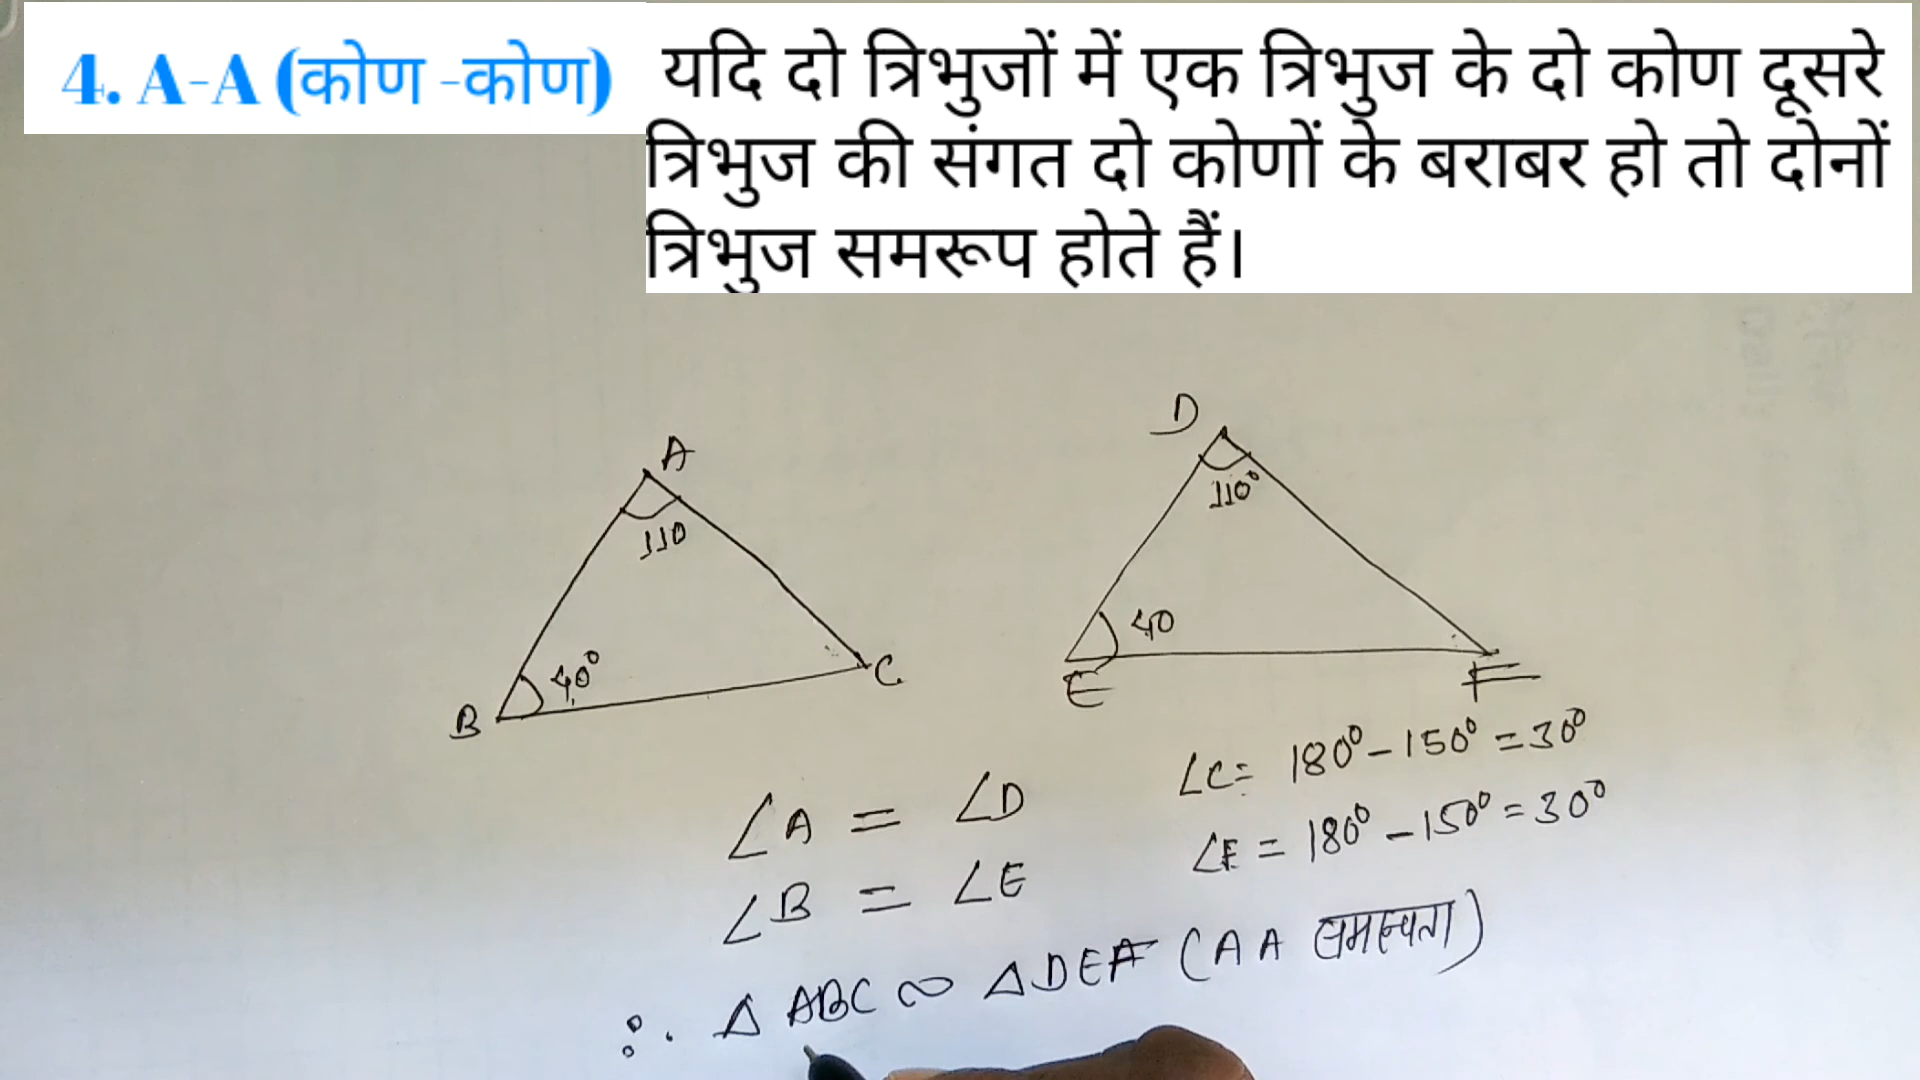 4. A-A (कोण -कोण)
यदि दो त्रिभुजों में एक त्रिभुज के दो कोण दूसरे
त्रिभुज की संगत दो कोणों के बराबर हो तो दोनों
त्रिभुज समरूप होते हैं।
A
110
B
40°
C
D
110°
E
40
F
∠A = ∠D
∠B = ∠E
∠C = 180° - 150° = 30°
∠F = 180° - 150° = 30°
∴ △ ABC ∽ △DEF (AA समरूपता)